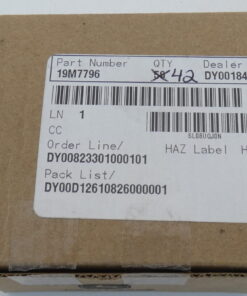 Part Number QTY Dealer
19M7796 50 42 DY00184
LN 1
CC
SLDEUQJDN
Order Line/ HAZ Label H
DY00823301000101
Pack List/
DY00D12610826000001